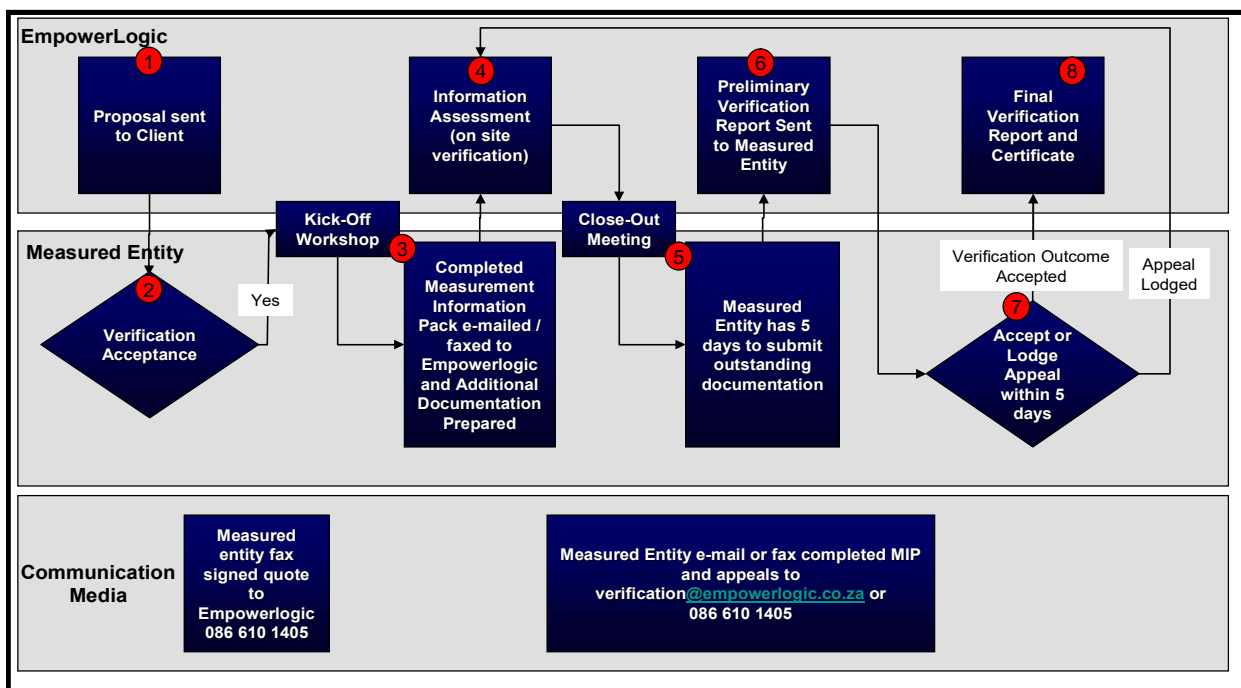 EmpowerLogic
1
Proposal sent
to Client
4
Information
Assessment
(on site
verification)
6
Preliminary
Verification
Report Sent
to Measured
Entity
8
Final
Verification
Report and
Certificate
Kick-Off
Workshop
Close-Out
Meeting
Measured Entity
2
Verification
Acceptance
Yes
3
Completed
Measurement
Information
Pack e-mailed /
faxed to
Empowerlogic
and Additional
Documentation
Prepared
5
Measured
Entity has 5
days to submit
outstanding
documentation
Verification Outcome
Accepted
Appeal
Lodged
7
Accept or
Lodge
Appeal
within 5
days
Communication
Media
Measured
entity fax
signed quote
to
Empowerlogic
086 610 1405
Measured Entity e-mail or fax completed MIP
and appeals to
verification@empowerlogic.co.za or
086 610 1405